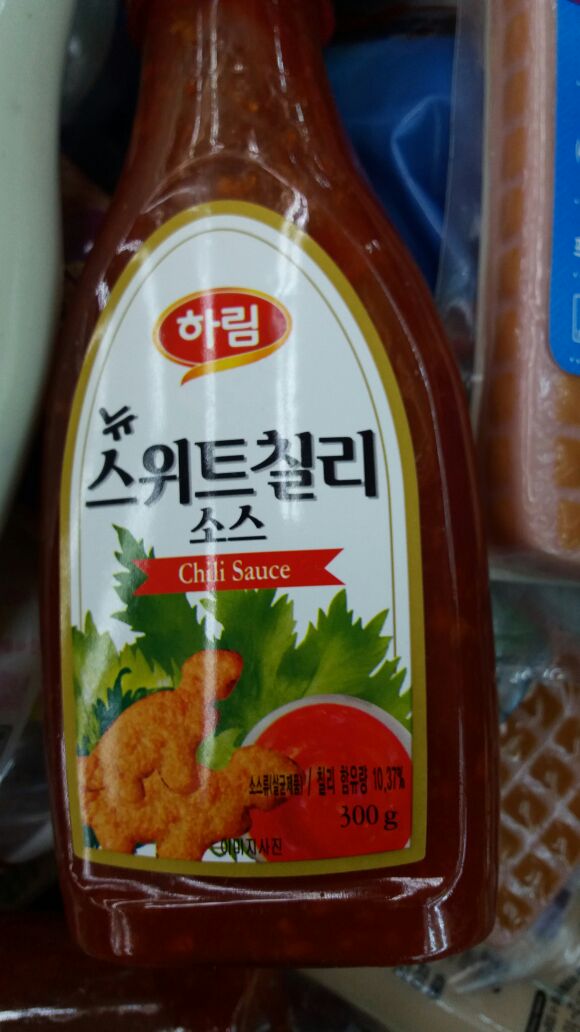 하림
뉴
스위트칠리
소스
Chili Sauce
소스류(살균제품) / 칠리 함유량 10.37%
300 g
이미지사진